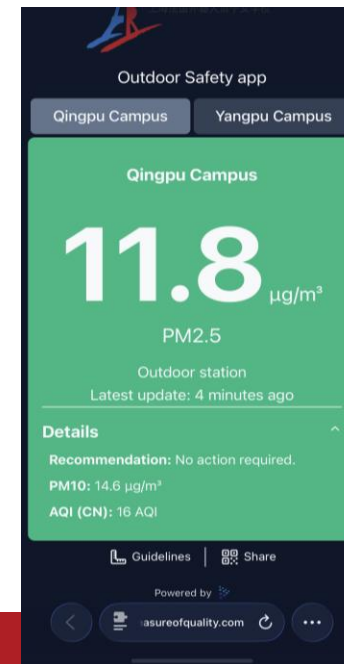 Outdoor Safety app
Qingpu Campus
Yangpu Campus
Qingpu Campus
11.8 µg/m³
PM2.5
Outdoor station
Latest update: 4 minutes ago
Details
Recommendation: No action required.
PM10: 14.6 µg/m³
AQI (CN): 16 AQI
Guidelines
Share
Powered by
asureofquality.com